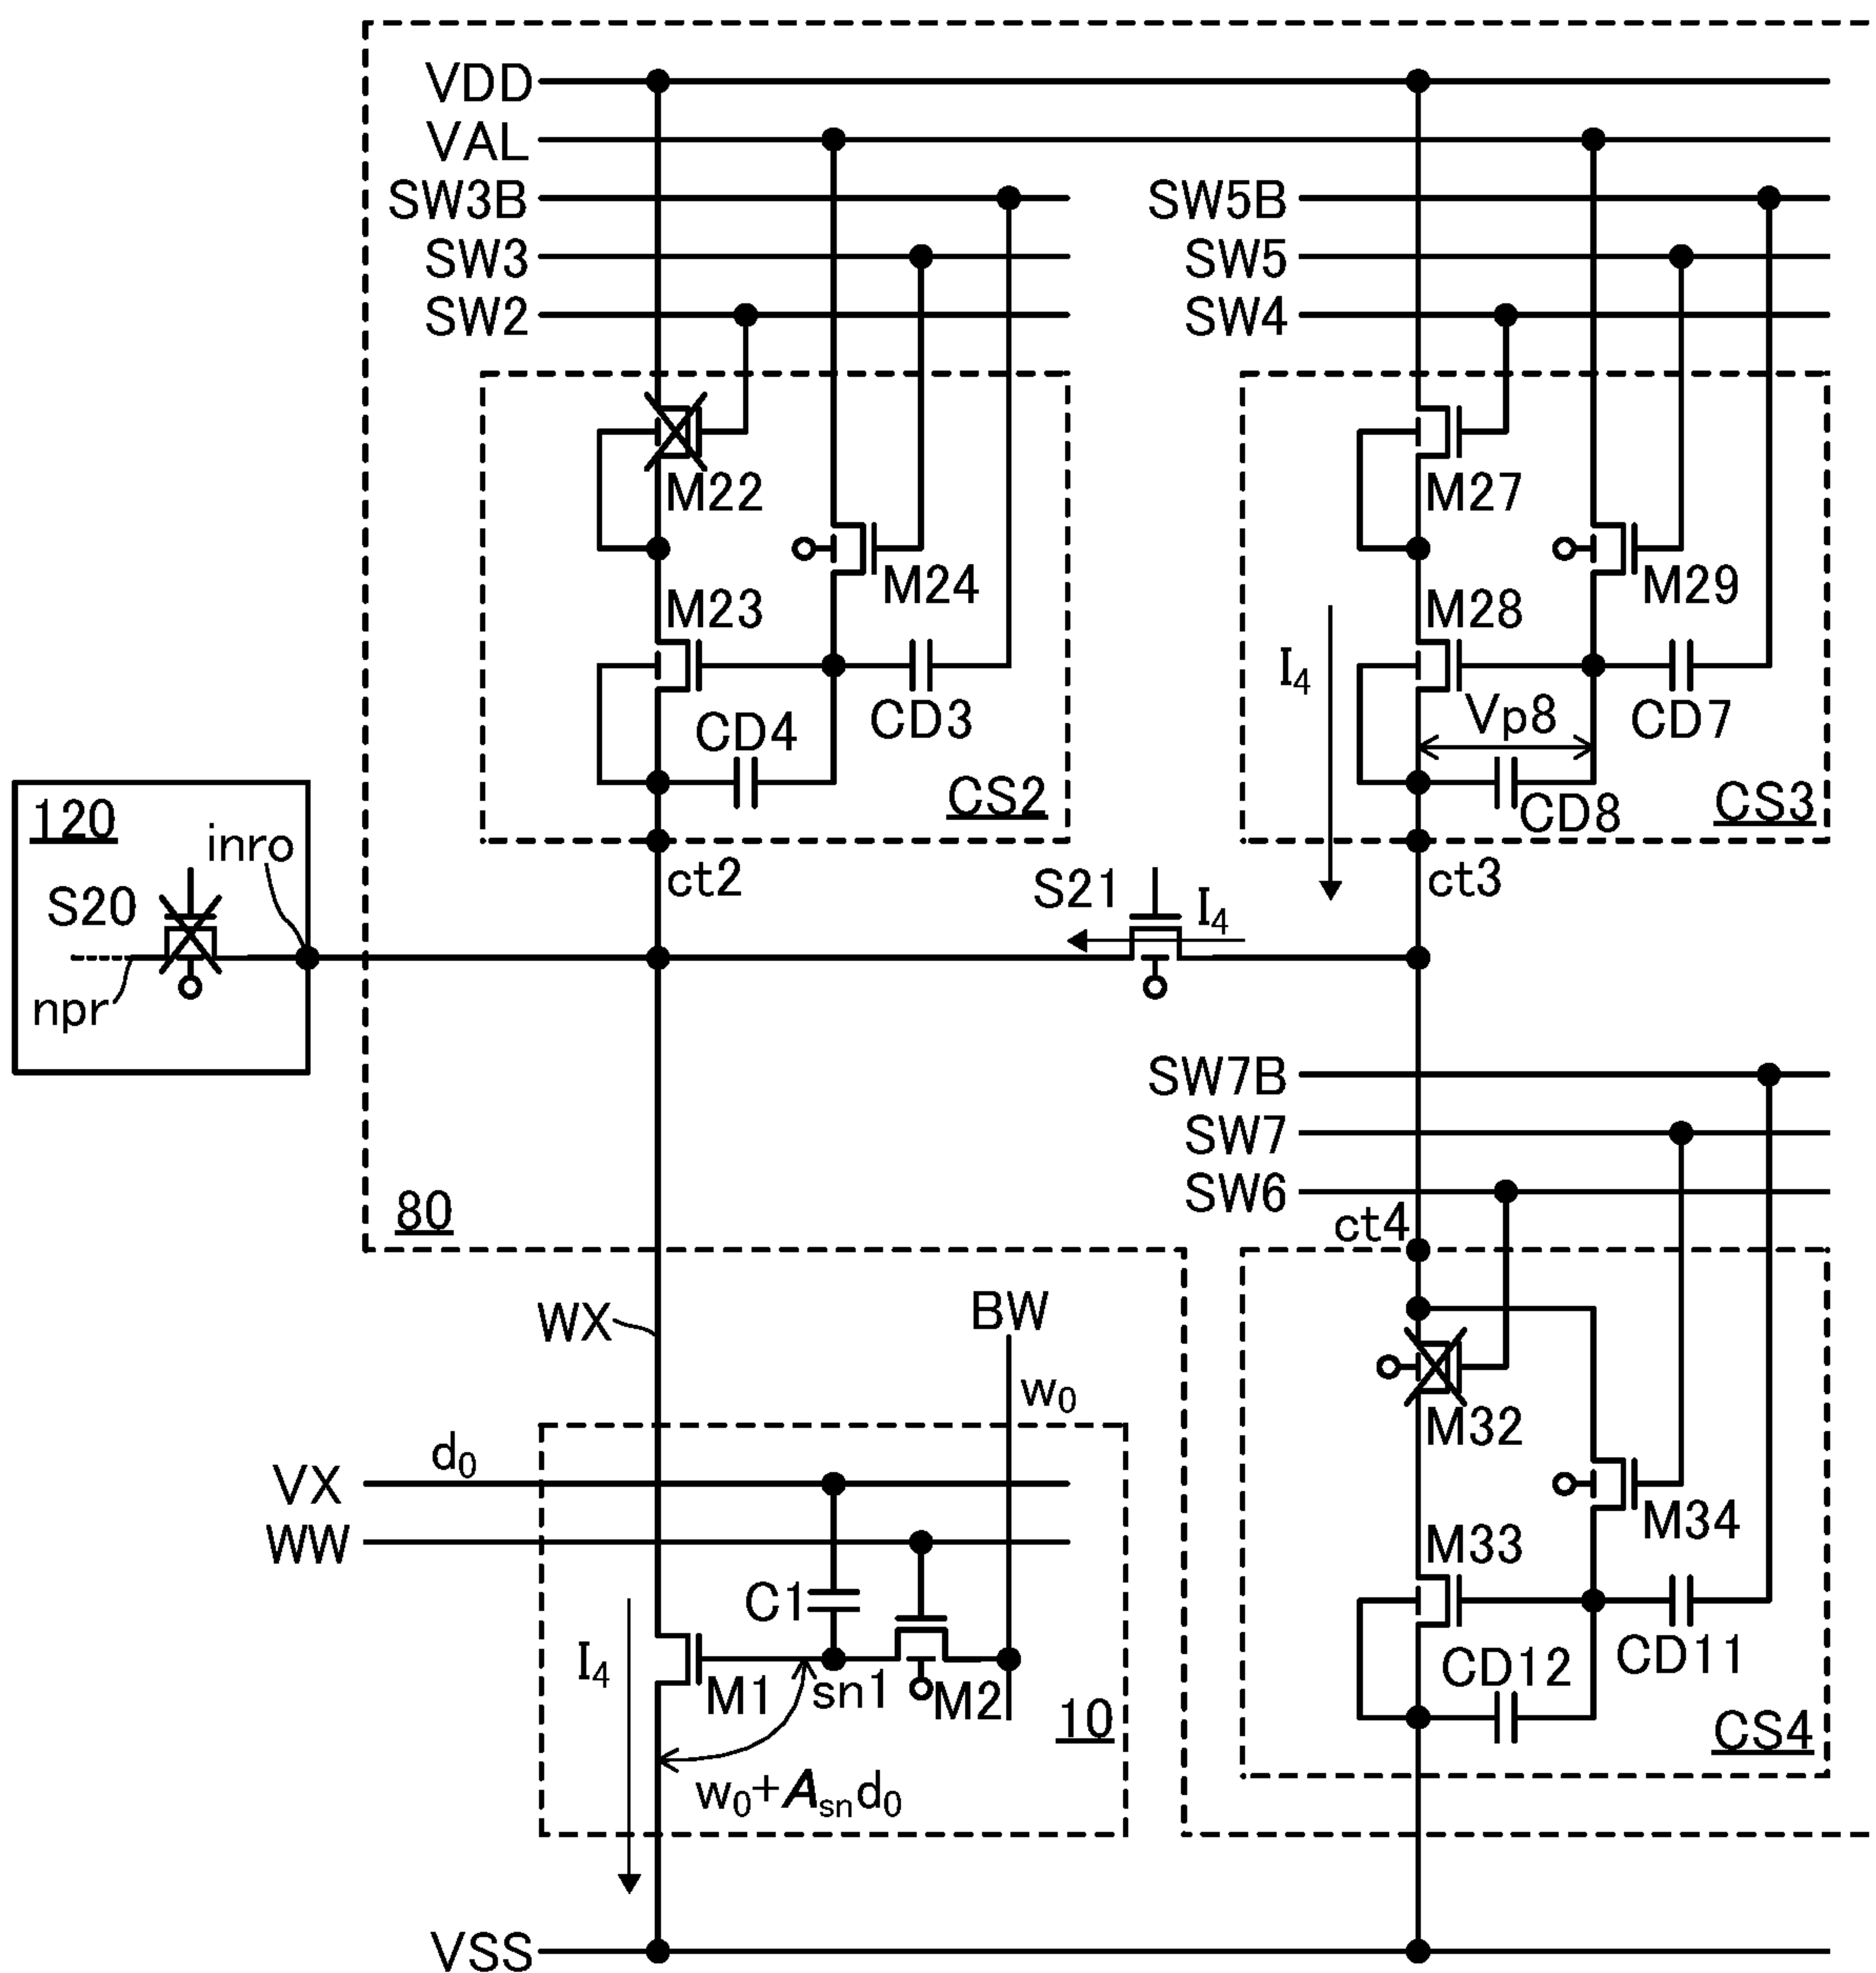 VDD
VAL
SW3B SW5B
SW3 SW5
SW2 SW4
M22 M27
M24 M29
M23 M28
I4
CD4 CD3 Vp8 CD7
CS2 CD8 CS3
120
inro
S20 ct2 S21 I4 ct3
npr
SW7B
SW7
80 SW6
ct4
WX BW
w0
M32
d0
VX
WW M34
M33
C1
I4 M1 sn1 M2 CD12 CD11
10 CS4
w0+Asnd0
VSS